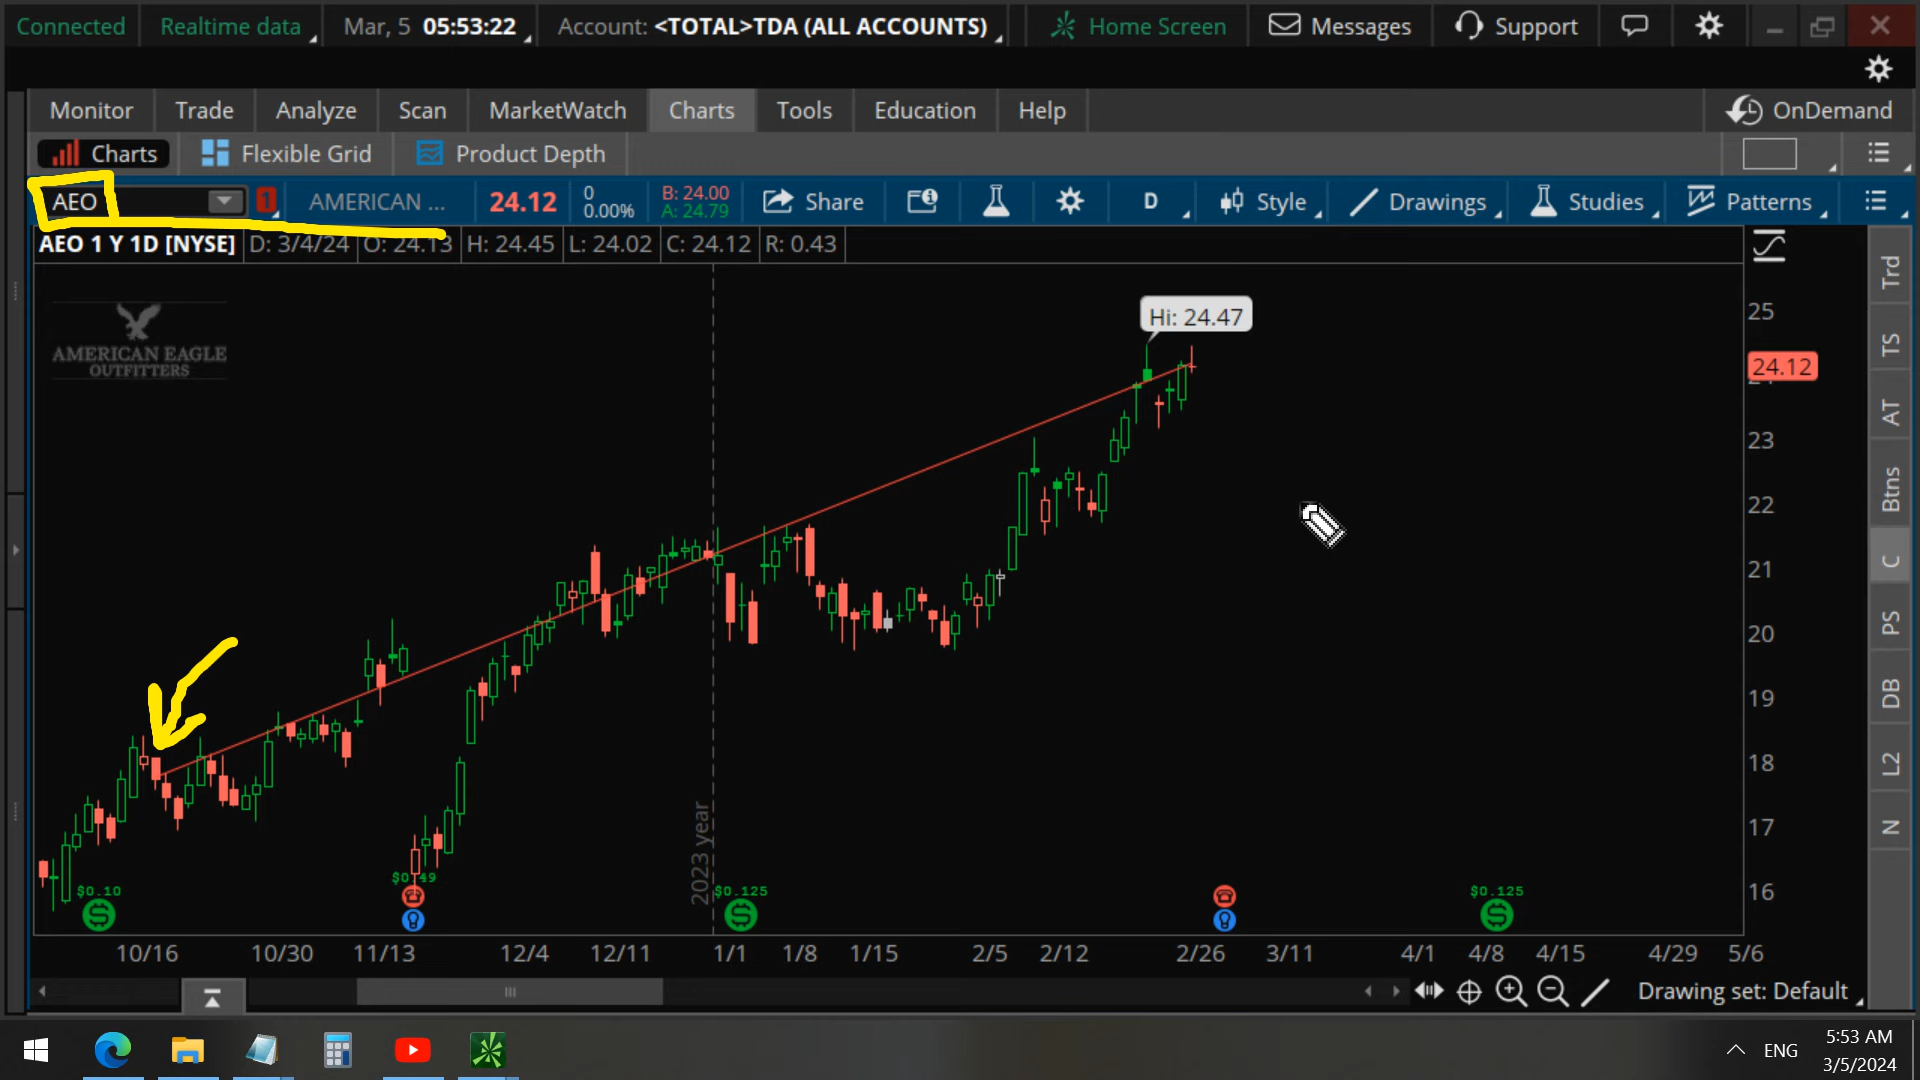 Connected Realtime data Mar, 5 05:53:22 Account: <TOTAL>TDA (ALL ACCOUNTS) Home Screen Messages Support
Monitor Trade Analyze Scan MarketWatch Charts Tools Education Help OnDemand
Charts Flexible Grid Product Depth
AEO 1 AMERICAN ... 24.12 0 0.00% B: 24.00 A: 24.79 Share D Style Drawings Studies Patterns
AEO 1 Y 1D [NYSE] D: 3/4/24 O: 24.13 H: 24.45 L: 24.02 C: 24.12 R: 0.43
AMERICAN EAGLE
OUTFITTERS
Hi: 24.47
25
24.12
23
22
21
20
19
18
17
16
2023 year
$0.10 $0.49 $0.125 $0.125
10/16 10/30 11/13 12/4 12/11 1/1 1/8 1/15 2/5 2/12 2/26 3/11 4/1 4/8 4/15 4/29 5/6
Trd
TS
AT
Btns
C
PS
DB
L2
N
Drawing set: Default
ENG
5:53 AM
3/5/2024